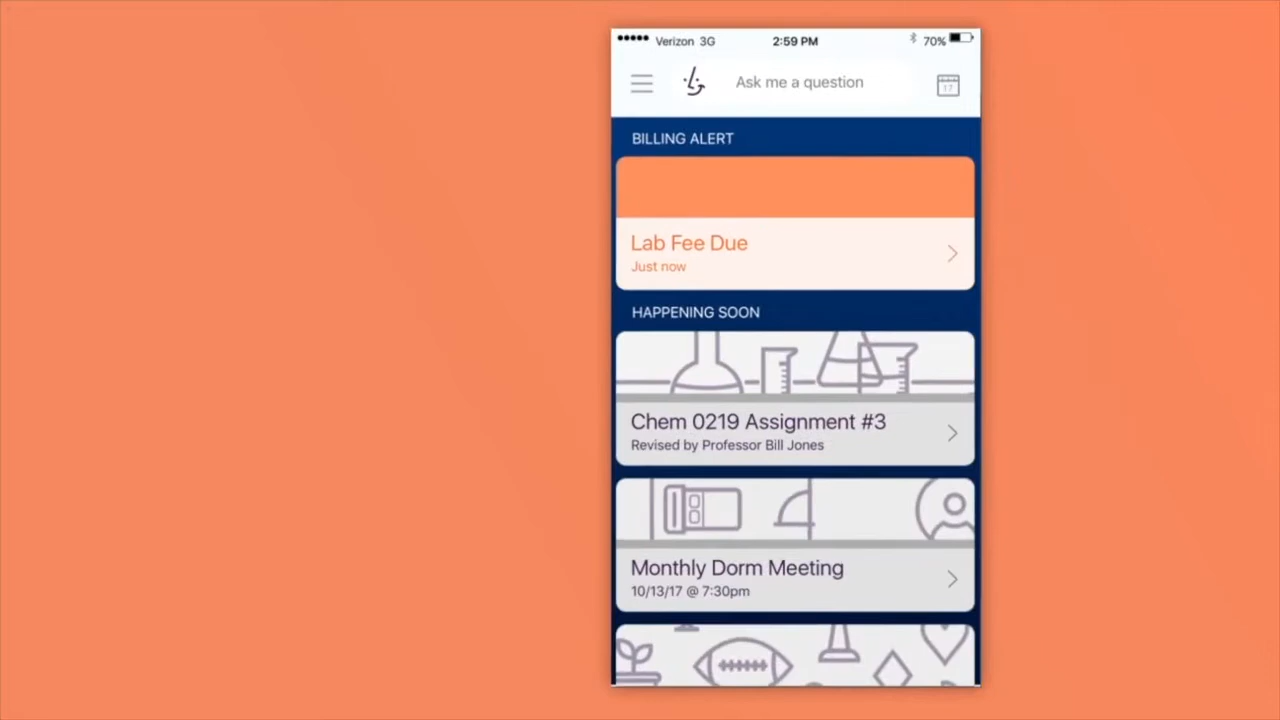 Verizon 3G
2:59 PM
70%
Ask me a question
17
BILLING ALERT
Lab Fee Due
Just now
HAPPENING SOON
Chem 0219 Assignment #3
Revised by Professor Bill Jones
Monthly Dorm Meeting
10/13/17 @ 7:30pm